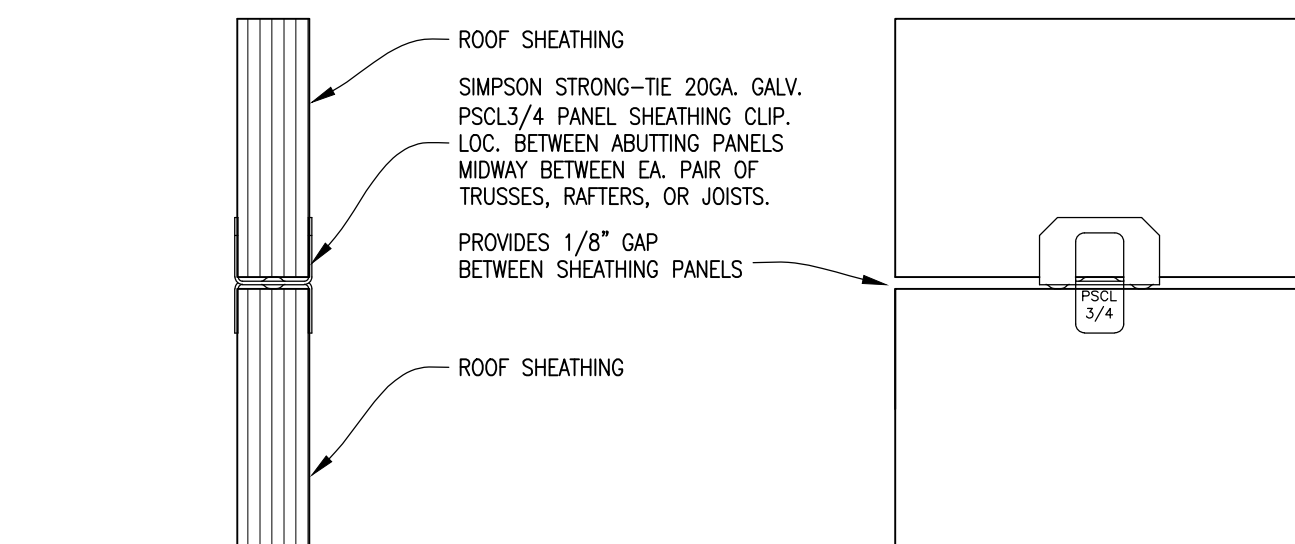 ROOF SHEATHING
SIMPSON STRONG-TIE 20GA. GALV.
PSCL3/4 PANEL SHEATHING CLIP.
LOC. BETWEEN ABUTTING PANELS
MIDWAY BETWEEN EA. PAIR OF
TRUSSES, RAFTERS, OR JOISTS.
PROVIDES 1/8" GAP
BETWEEN SHEATHING PANELS
ROOF SHEATHING
PSCL
3/4